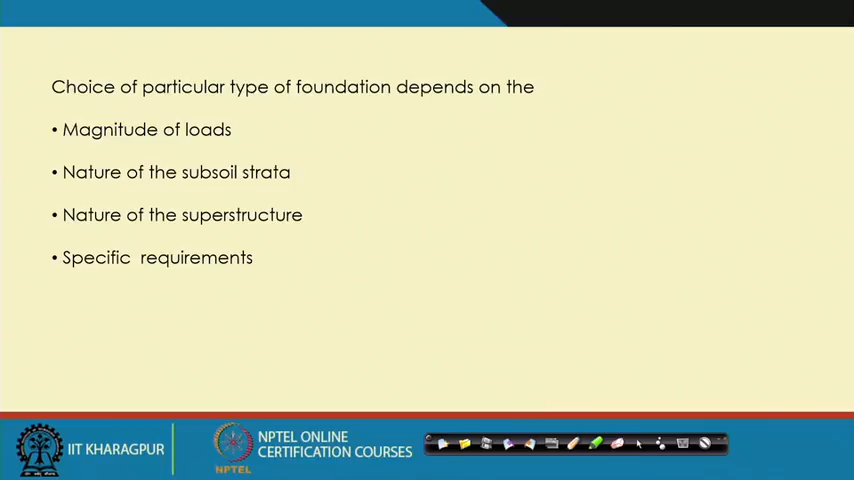 Choice of particular type of foundation depends on the
• Magnitude of loads
• Nature of the subsoil strata
• Nature of the superstructure
• Specific requirements
IIT KHARAGPUR
NPTEL
NPTEL ONLINE
CERTIFICATION COURSES